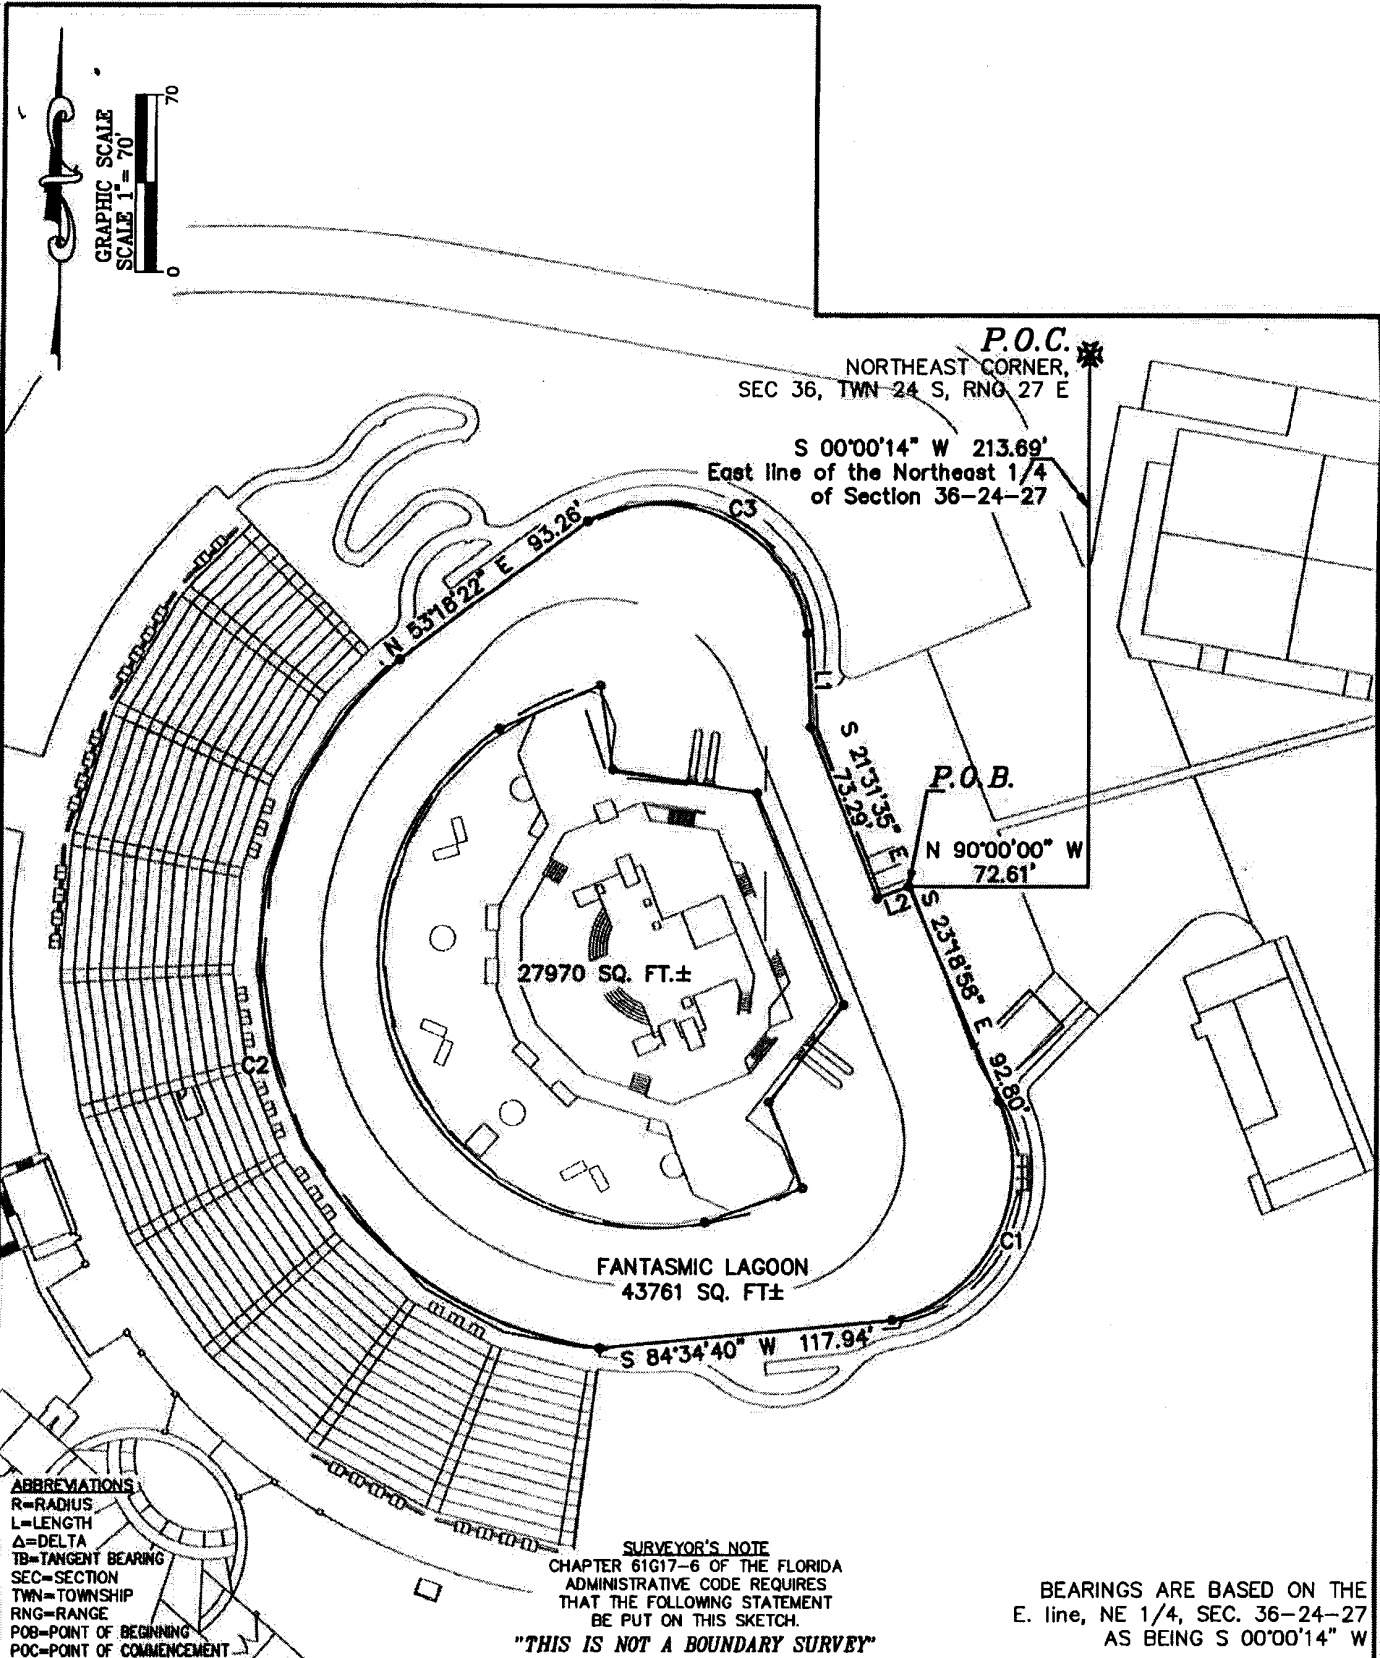 GRAPHIC SCALE
SCALE 1"= 70'
0
70
P.O.C.
NORTHEAST CORNER,
SEC 36, TWN 24 S, RNG 27 E
S 00°00'14" W 213.69'
East line of the Northeast 1/4
of Section 36-24-27
C3
N 53°18'22" E 93.26'
L1
S 21°31'35" E
73.29'
P.O.B.
N 90°00'00" W
72.61'
L2
S 23°18'58" E 92.80'
27970 SQ. FT.±
C2
C1
FANTASMIC LAGOON
43761 SQ. FT±
S 84°34'40" W 117.94'
ABBREVIATIONS
R=RADIUS
L=LENGTH
Δ=DELTA
TB=TANGENT BEARING
SEC=SECTION
TWN=TOWNSHIP
RNG=RANGE
POB=POINT OF BEGINNING
POC=POINT OF COMMENCEMENT
SURVEYOR'S NOTE
CHAPTER 61G17-6 OF THE FLORIDA
ADMINISTRATIVE CODE REQUIRES
THAT THE FOLLOWING STATEMENT
BE PUT ON THIS SKETCH.
"THIS IS NOT A BOUNDARY SURVEY"
BEARINGS ARE BASED ON THE
E. line, NE 1/4, SEC. 36-24-27
AS BEING S 00°00'14" W